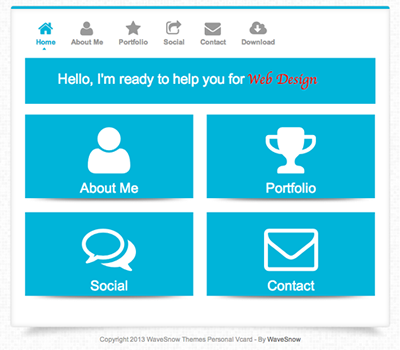 Home About Me Portfolio Social Contact Download
Hello, I'm ready to help you for Web Design
About Me Portfolio
Social Contact
Copyright 2013 WaveSnow Themes Personal Vcard - By WaveSnow